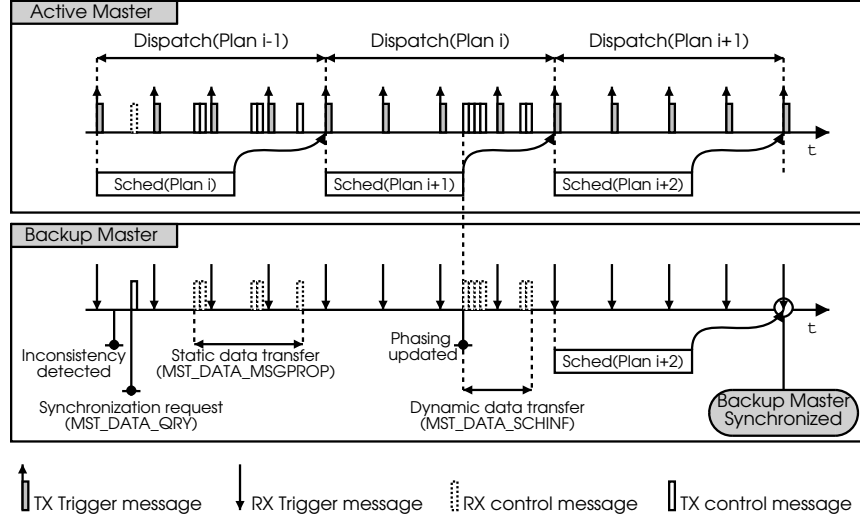 Active Master
Dispatch(Plan i-1)
Dispatch(Plan i)
Dispatch(Plan i+1)
t
Sched(Plan i)
Sched(Plan i+1)
Sched(Plan i+2)
Backup Master
t
Inconsistency
detected
Static data transfer
(MST_DATA_MSGPROP)
Phasing
updated
Sched(Plan i+2)
Synchronization request
(MST_DATA_QRY)
Dynamic data transfer
(MST_DATA_SCHINF)
Backup Master
Synchronized
TX Trigger message
RX Trigger message
RX control message
TX control message